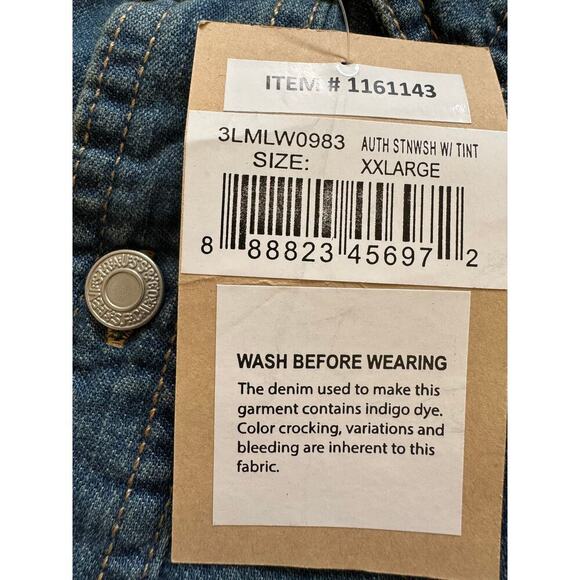 ITEM # 1161143
3LMLW0983 AUTH STNWSH W/ TINT
SIZE: XXLARGE
8 88823 45697 2
WASH BEFORE WEARING
The denim used to make this
garment contains indigo dye.
Color crocking, variations and
bleeding are inherent to this
fabric.